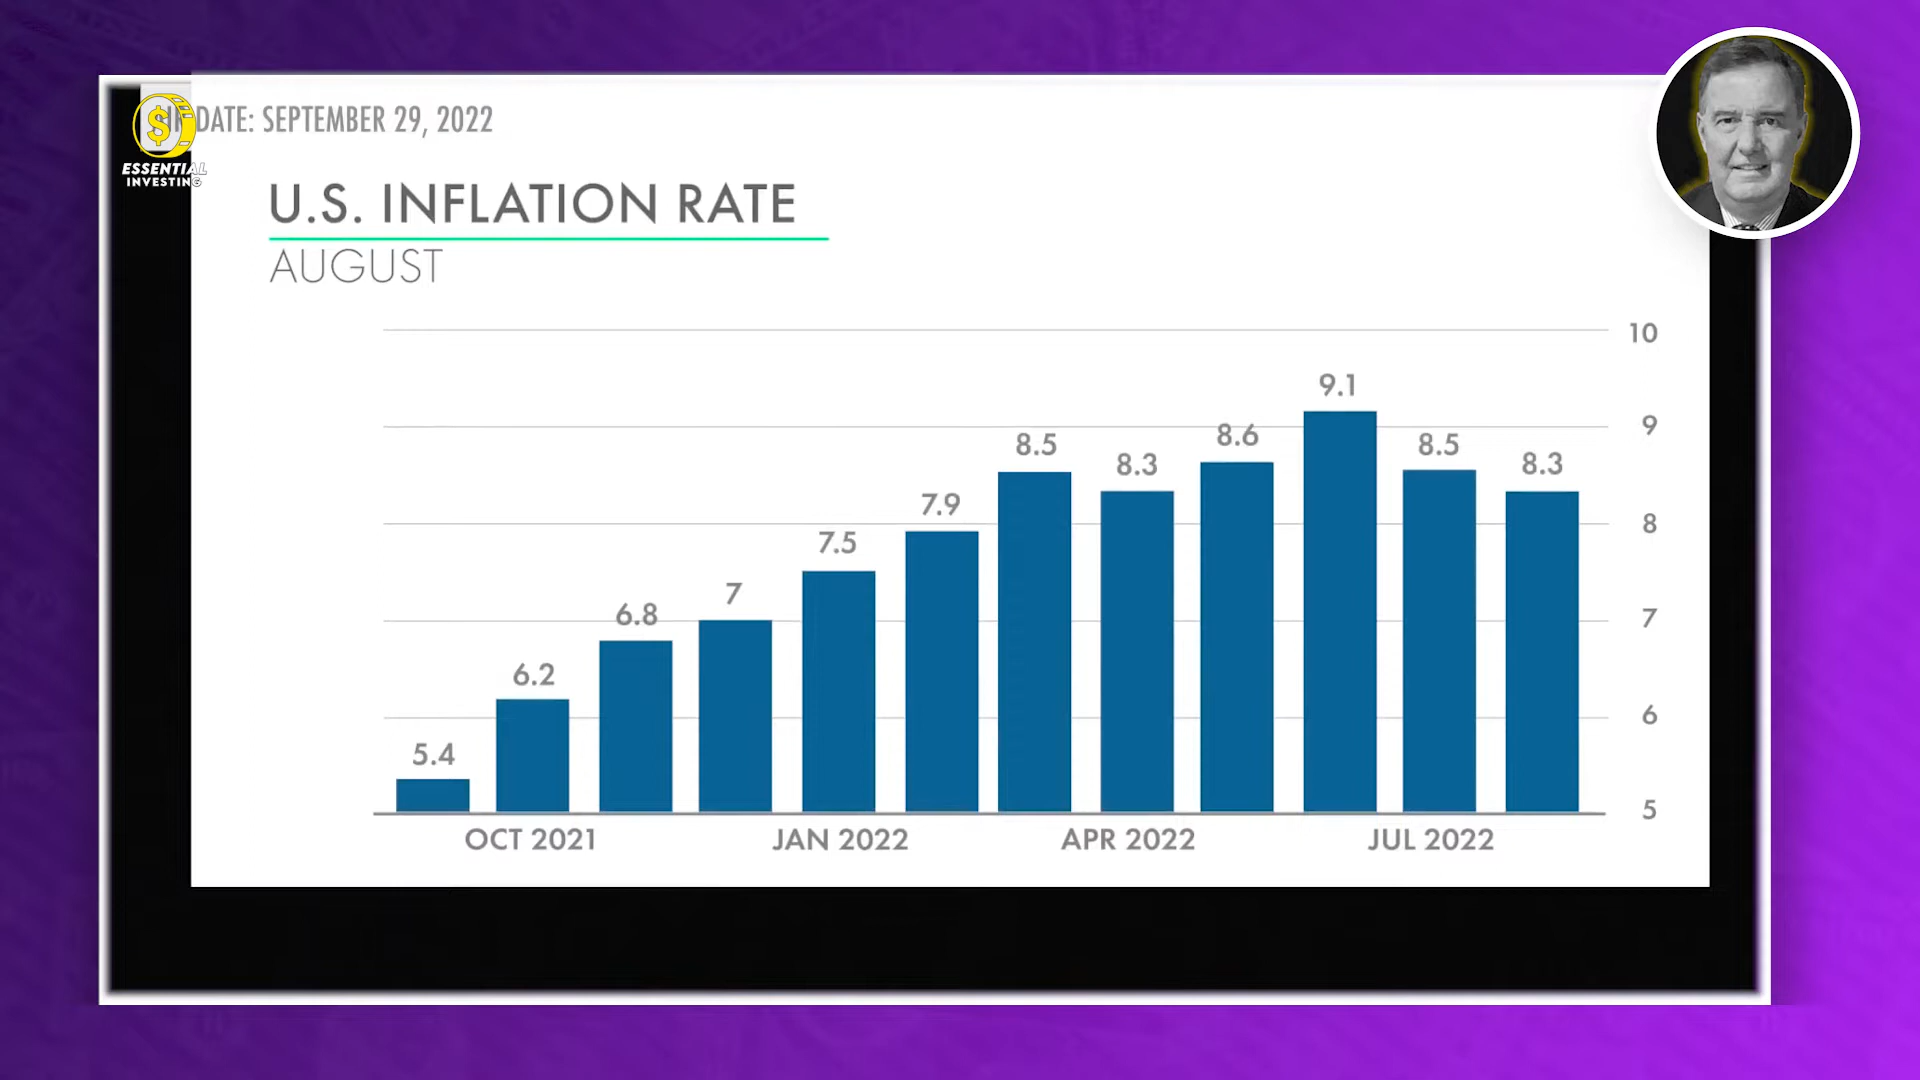 UPDATE: SEPTEMBER 29, 2022
$
ESSENTIAL
INVESTING
U.S. INFLATION RATE
AUGUST
10
9.1
9
8.5 8.3 8.6 8.5 8.3
7.9
8
7.5
7
6.8
7
6.2
6
5.4
5
OCT 2021 JAN 2022 APR 2022 JUL 2022